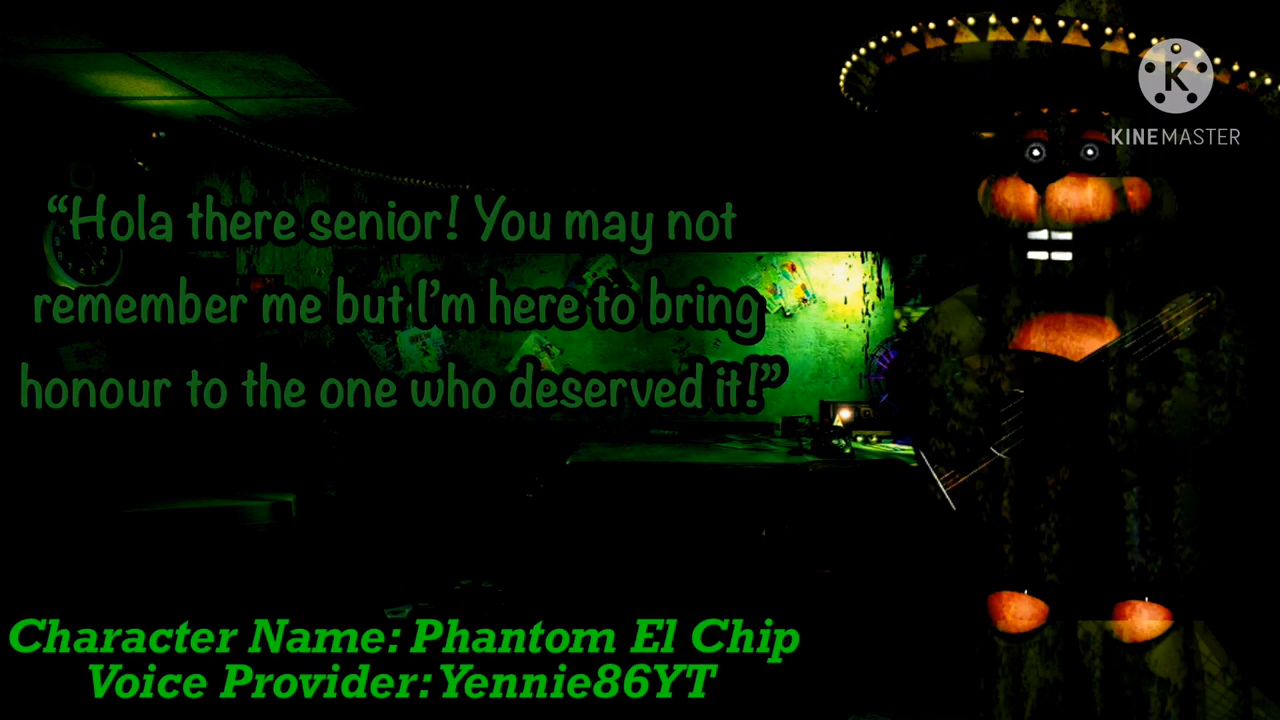 K
KINEMASTER
“Hola there senior! You may not
remember me but I’m here to bring
honour to the one who deserved it!”
Character Name: Phantom El Chip
Voice Provider: Yennie86YT